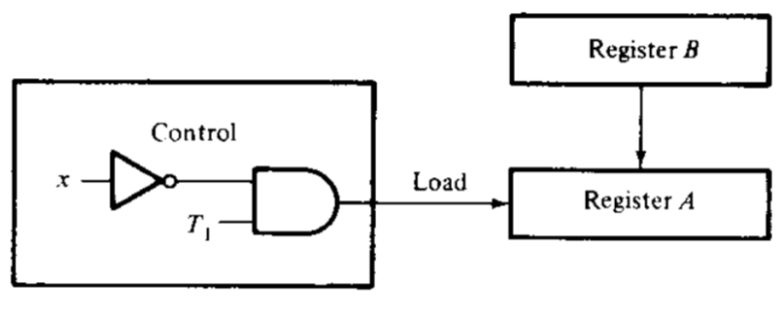 Register B
Control
x
Load
Register A
T1